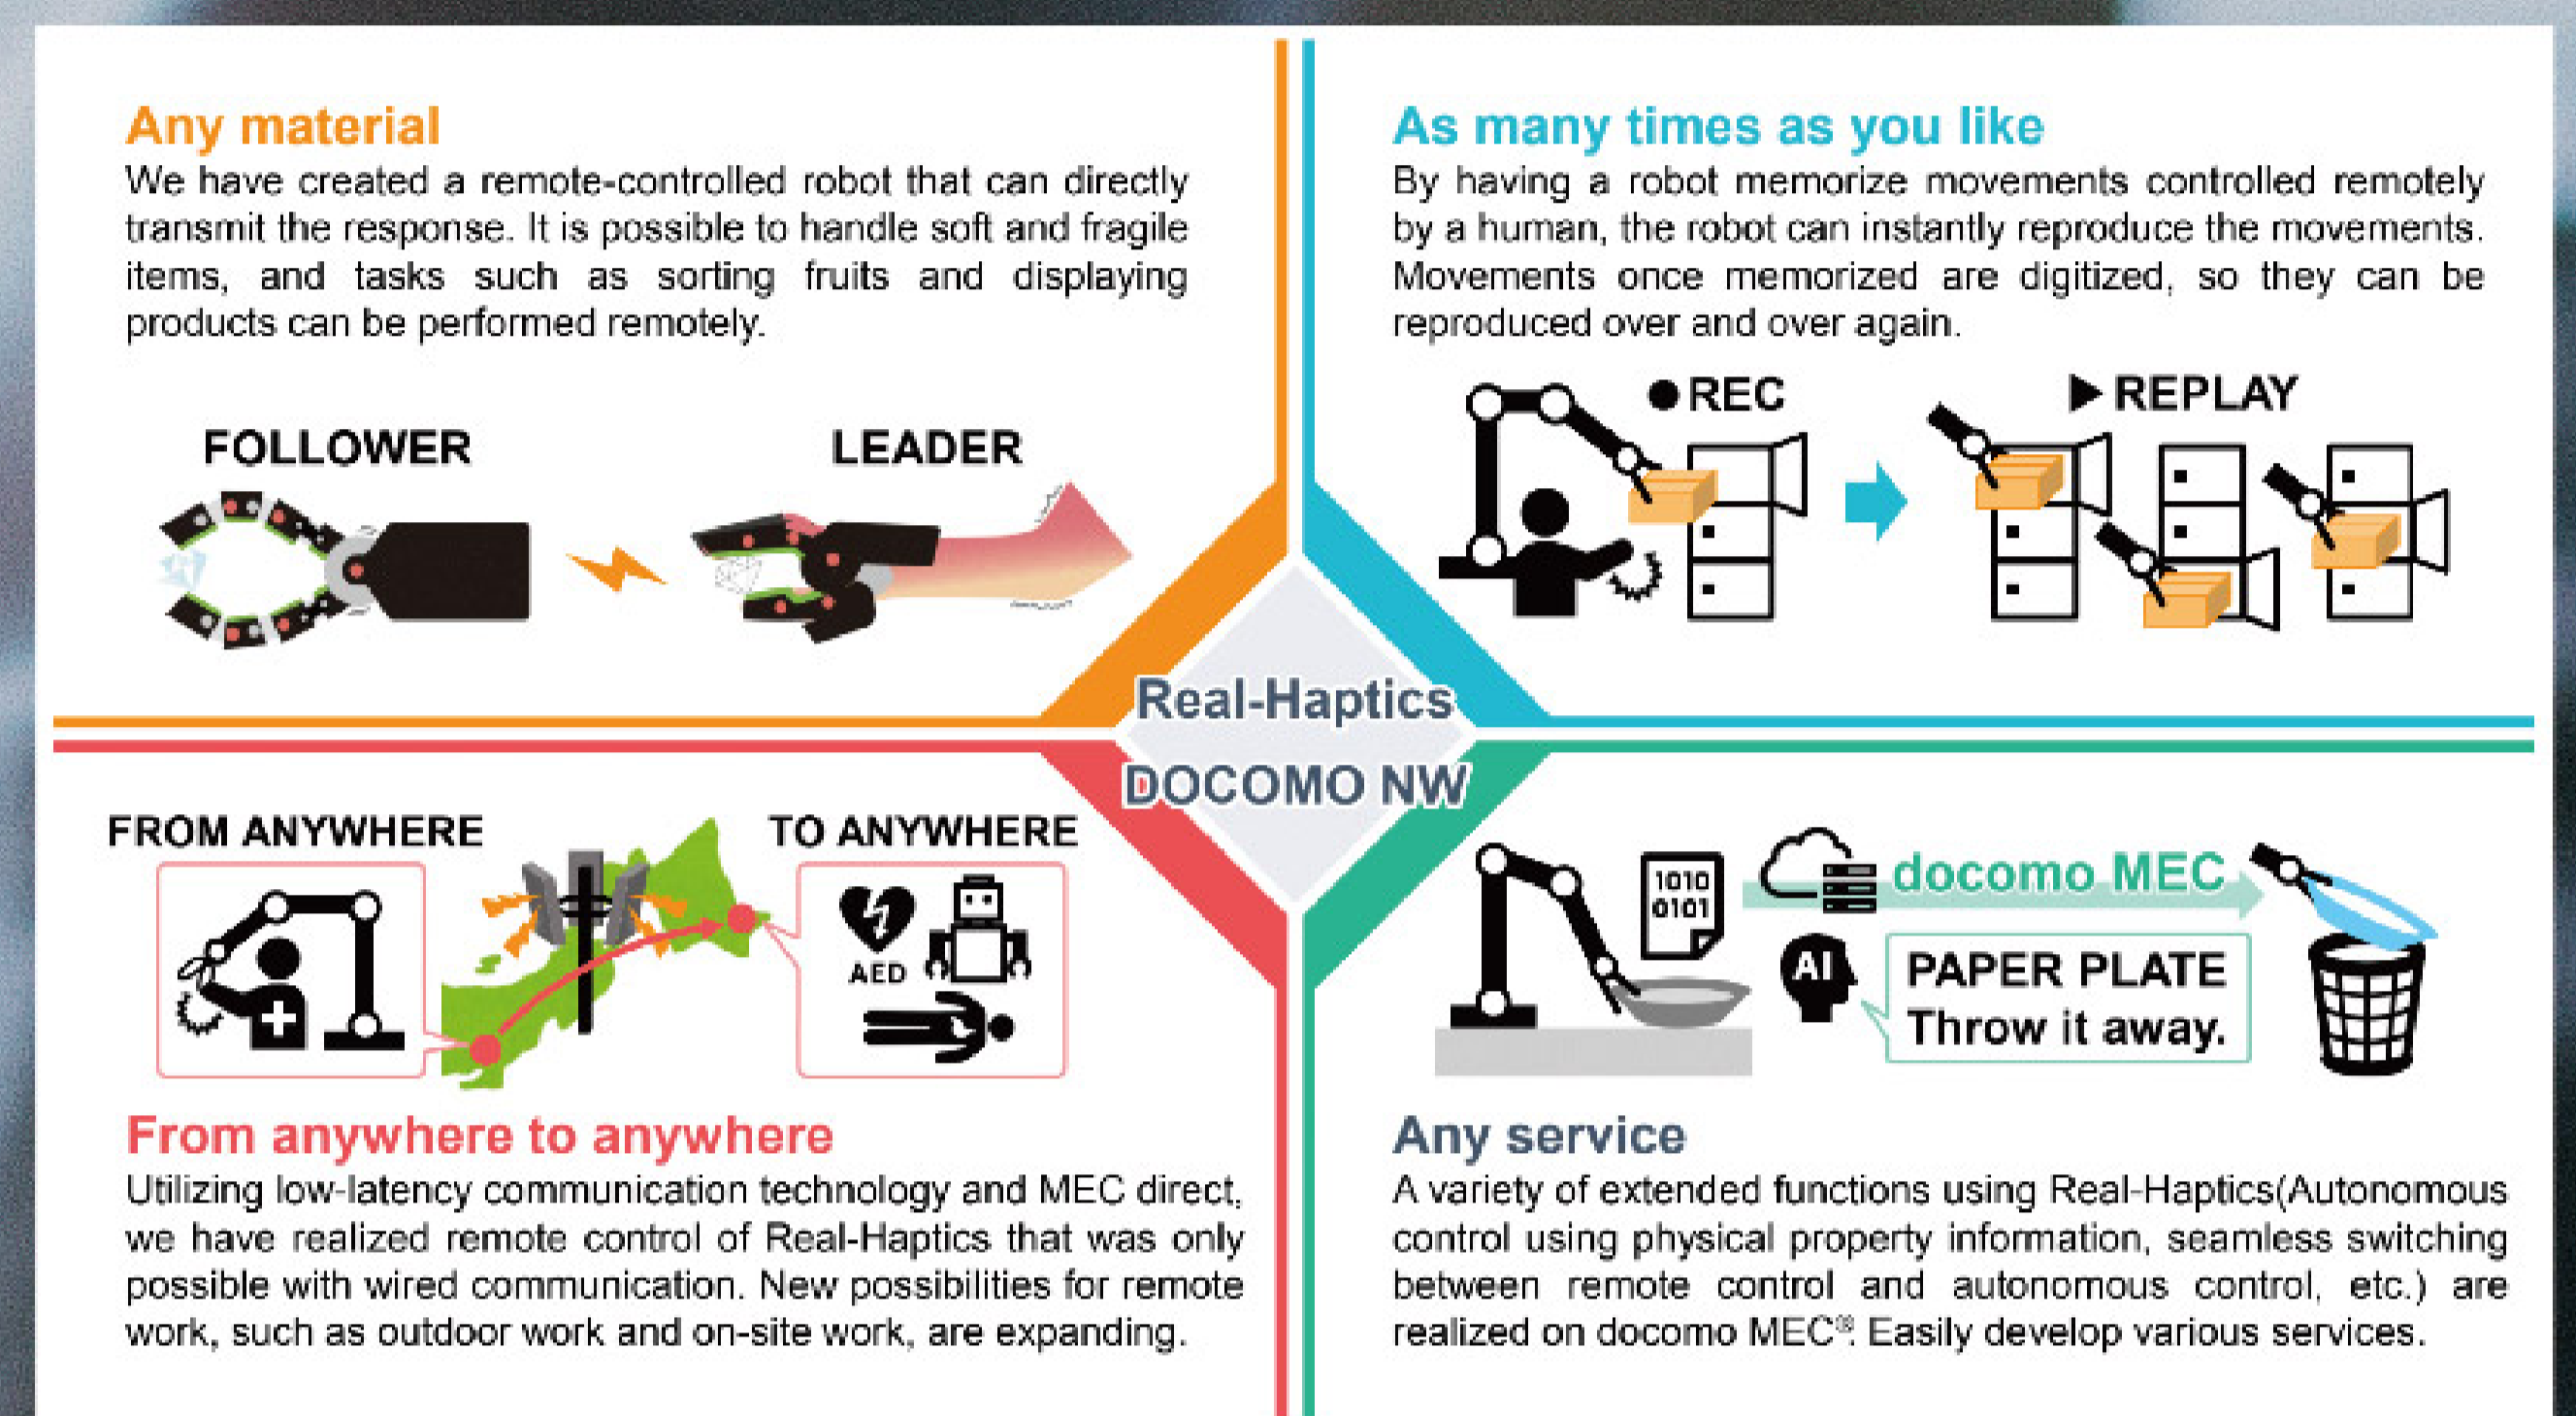 Any material
We have created a remote-controlled robot that can directly
transmit the response. It is possible to handle soft and fragile
items, and tasks such as sorting fruits and displaying
products can be performed remotely.
FOLLOWER
LEADER
As many times as you like
By having a robot memorize movements controlled remotely
by a human, the robot can instantly reproduce the movements.
Movements once memorized are digitized, so they can be
reproduced over and over again.
●REC
▶REPLAY
Real-Haptics
DOCOMO NW
FROM ANYWHERE
TO ANYWHERE
AED
From anywhere to anywhere
Utilizing low-latency communication technology and MEC direct,
we have realized remote control of Real-Haptics that was only
possible with wired communication. New possibilities for remote
work, such as outdoor work and on-site work, are expanding.
1010
0101
docomo MEC
AI
PAPER PLATE
Throw it away.
Any service
A variety of extended functions using Real-Haptics(Autonomous
control using physical property information, seamless switching
between remote control and autonomous control, etc.) are
realized on docomo MEC®. Easily develop various services.